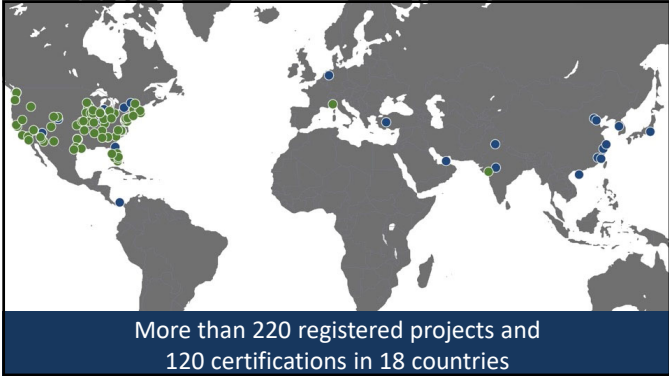 More than 220 registered projects and
120 certifications in 18 countries